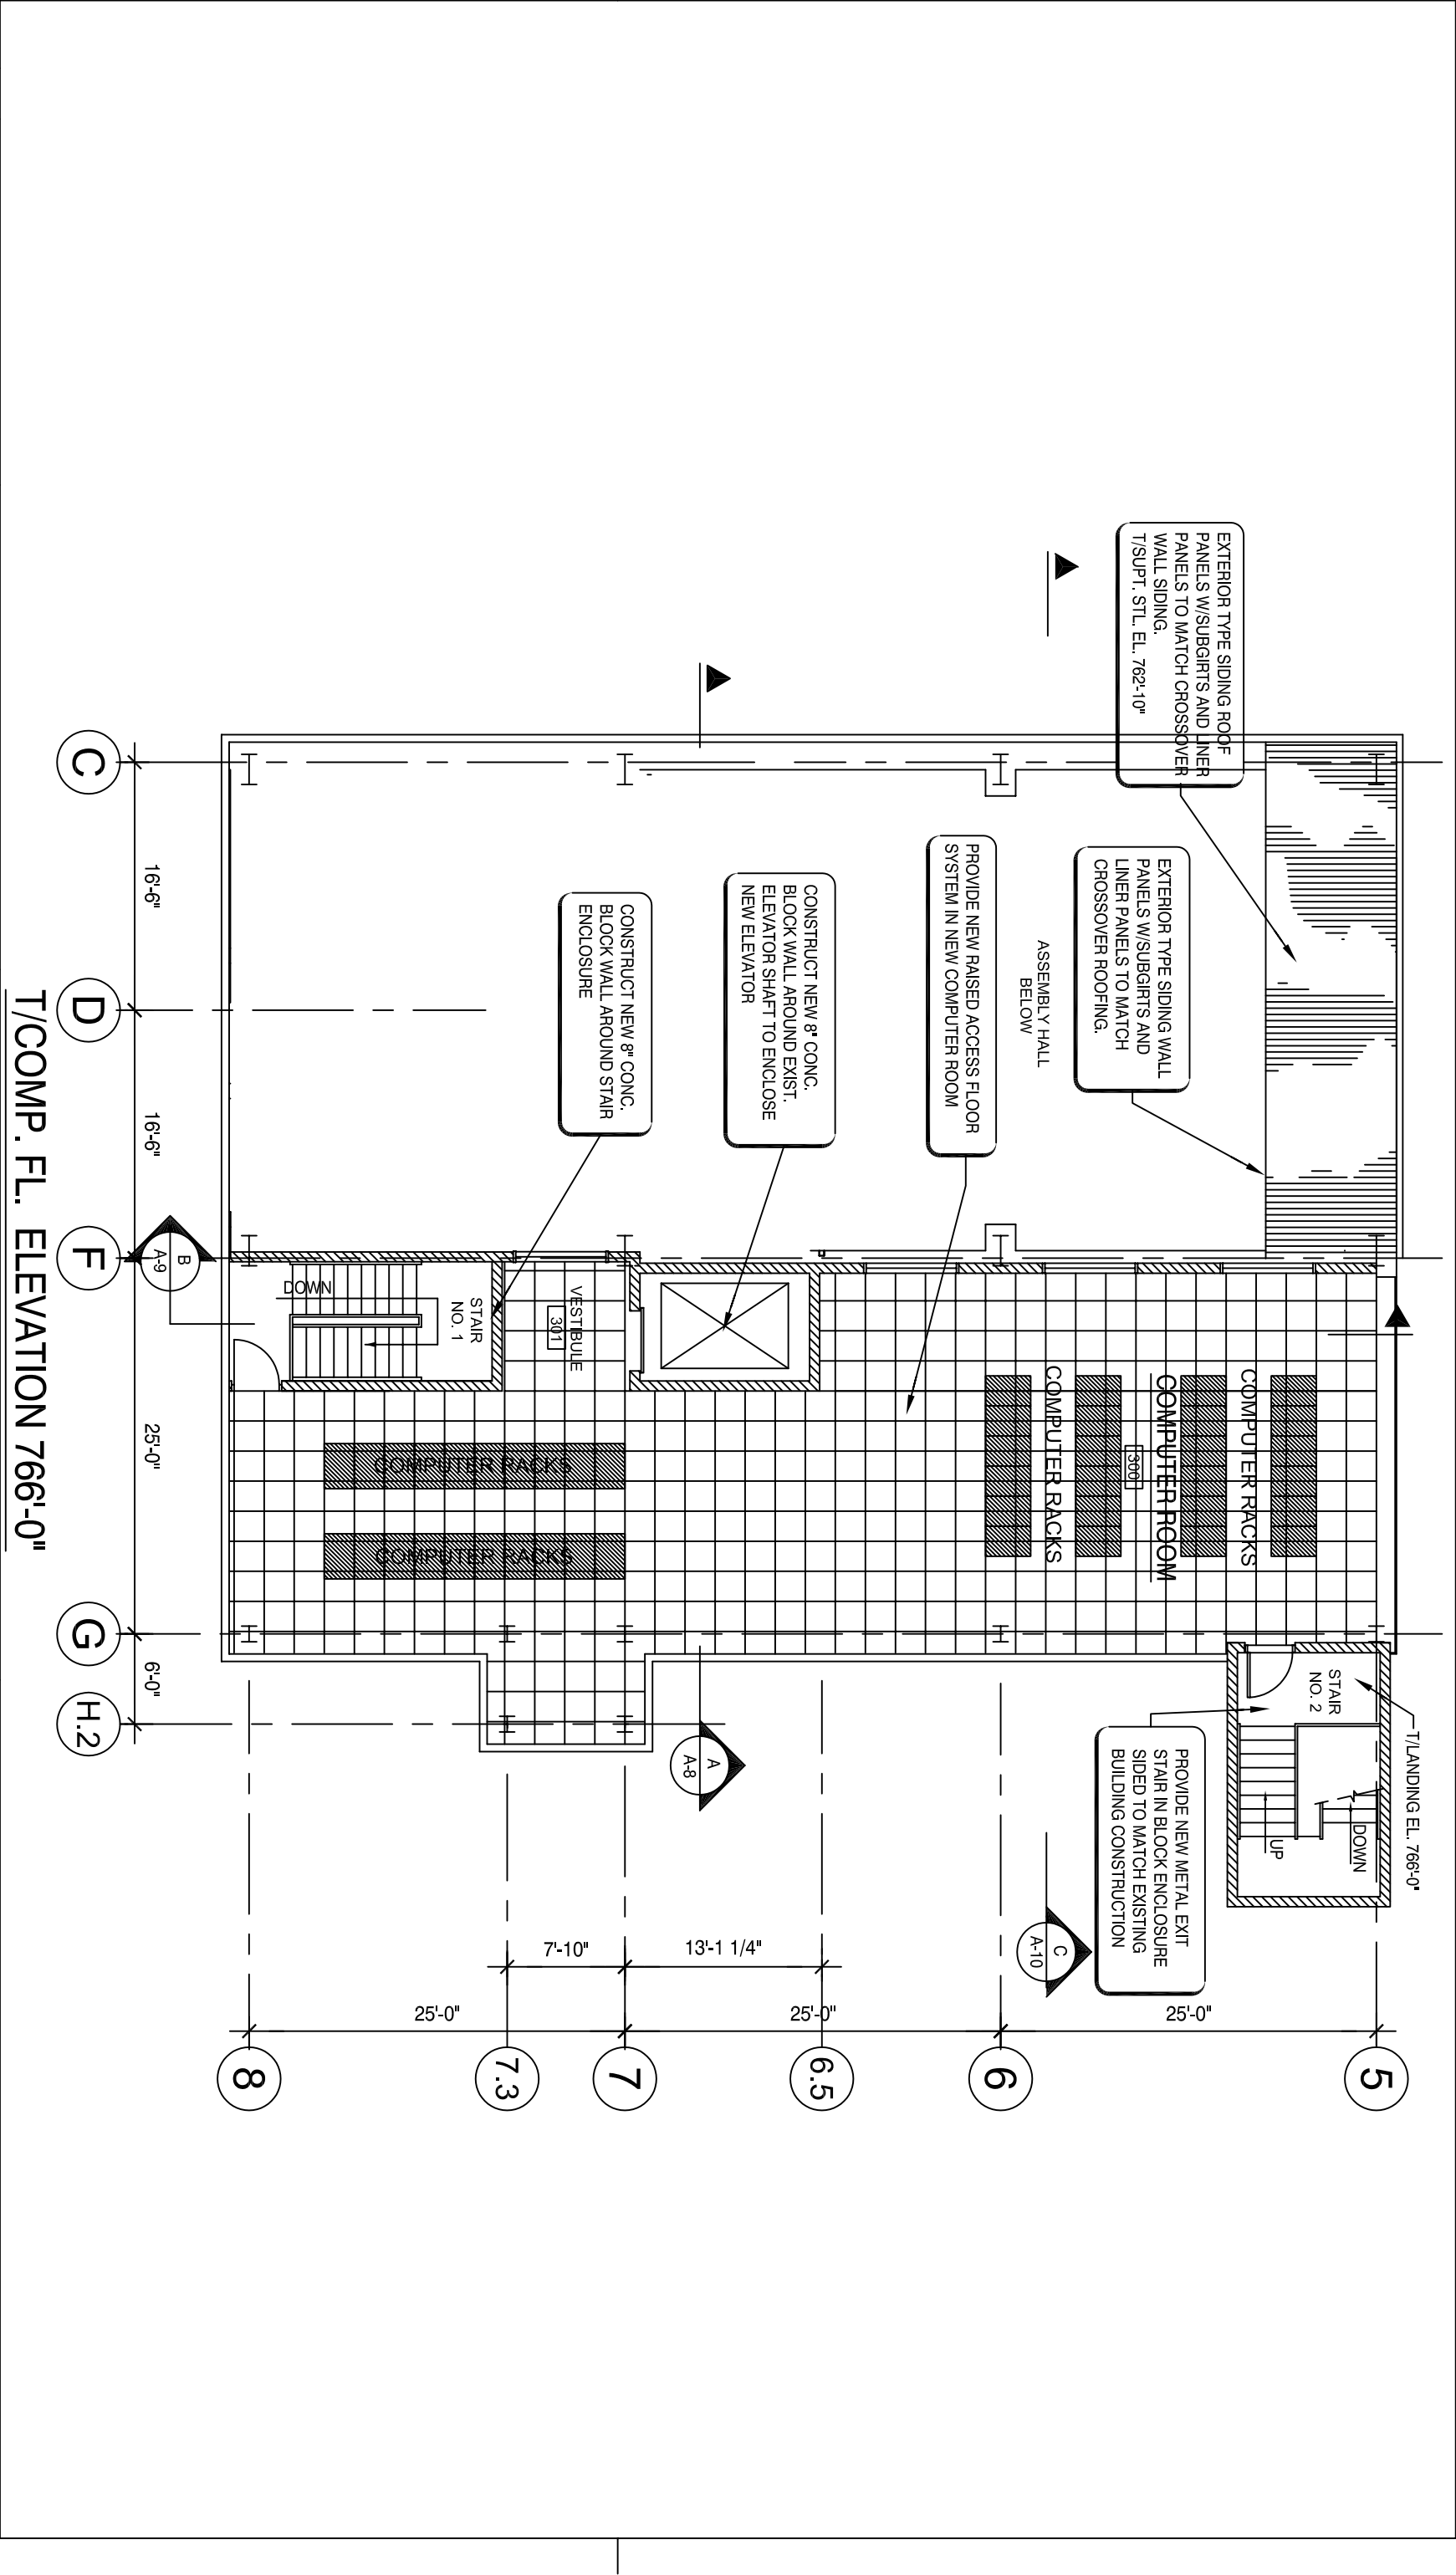 EXTERIOR TYPE SIDING ROOF
PANELS W/SUBGIRTS AND LINER
PANELS TO MATCH CROSSOVER
WALL SIDING.
T/SUPT. STL. EL. 762'-10"
EXTERIOR TYPE SIDING WALL
PANELS W/SUBGIRTS AND
LINER PANELS TO MATCH
CROSSOVER ROOFING.
ASSEMBLY HALL
BELOW
PROVIDE NEW RAISED ACCESS FLOOR
SYSTEM IN NEW COMPUTER ROOM
CONSTRUCT NEW 8" CONC.
BLOCK WALL AROUND EXIST.
ELEVATOR SHAFT TO ENCLOSE
NEW ELEVATOR
CONSTRUCT NEW 8" CONC.
BLOCK WALL AROUND STAIR
ENCLOSURE
COMPUTER RACKS
COMPUTER ROOM
300
COMPUTER RACKS
VESTIBULE
301
STAIR
NO. 1
DOWN
COMPUTER RACKS
COMPUTER RACKS
T/LANDING EL. 766'-0"
STAIR
NO. 2
DOWN
UP
PROVIDE NEW METAL EXIT
STAIR IN BLOCK ENCLOSURE
SIDED TO MATCH EXISTING
BUILDING CONSTRUCTION
A
A-8
B
A-9
C
A-10
5
25'-0"
6
6.5
25'-0"
13'-1 1/4"
7
7'-10"
7.3
25'-0"
8
C
16'-6"
D
16'-6"
F
25'-0"
G
6'-0"
H.2
T/COMP. FL. ELEVATION 766'-0"